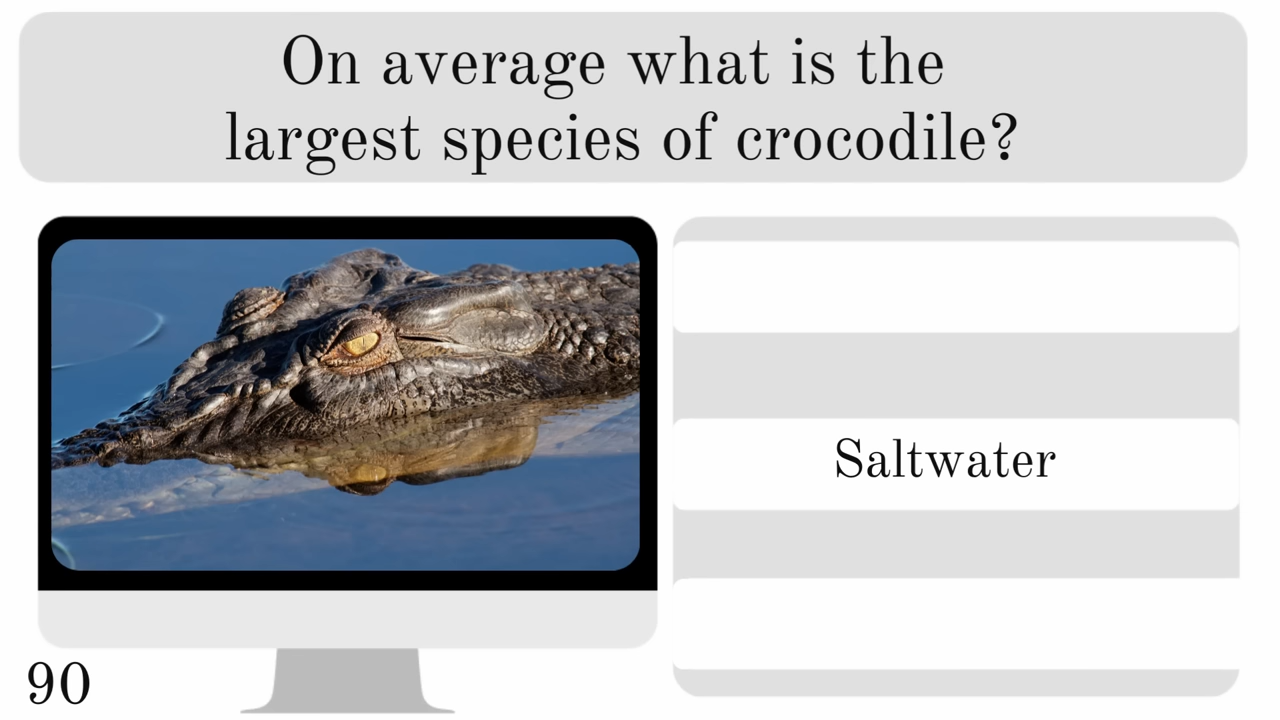 On average what is the
largest species of crocodile?
Saltwater
90